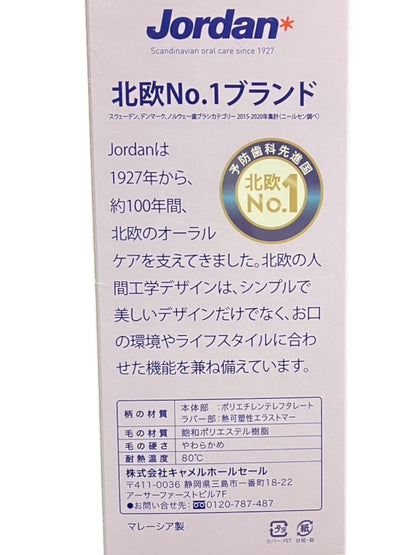 Jordan*
Scandinavian oral care since 1927
北欧No.1ブランド
スウェーデン、デンマーク、ノルウェー歯ブラシカテゴリー 2015-2020年集計(ニールセン調べ)
Jordanは
1927年から、
約100年間、
北欧のオーラル
ケアを支えてきました。北欧の人
間工学デザインは、シンプルで
美しいデザインだけでなく、お口
の環境やライフスタイルに合わ
せた機能を兼ね備えています。
予防歯科先進国
北欧
No.1
柄の材質 本体部 :ポリエチレンテレフタレート
ラバー部:熱可塑性エラストマー
毛の材質 飽和ポリエステル樹脂
毛の硬さ やわらかめ
耐熱温度 80℃
株式会社キャメルホールセール
〒411-0036 静岡県三島市一番町18-22
アーサーファーストビル7F
●お問い合せ先:0120-787-487
マレーシア製
プラ
カバー:PET
紙
台紙・箱